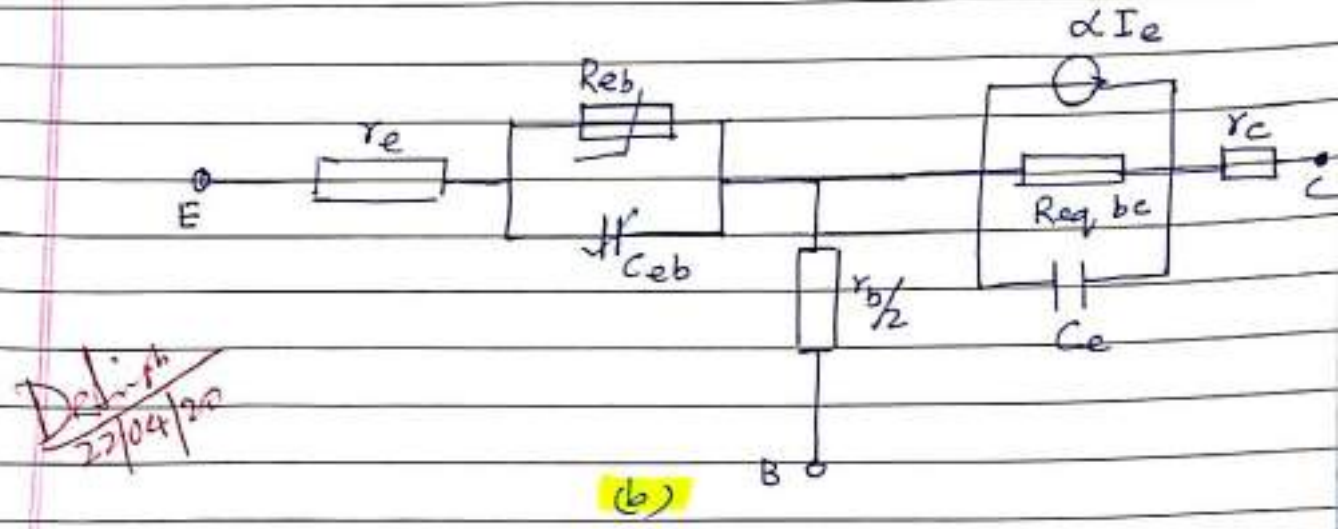 αIe
Reb
re
rc
E
Req, bc
C
Ceb
rb/2
Ce
22/04/20
B
(b)